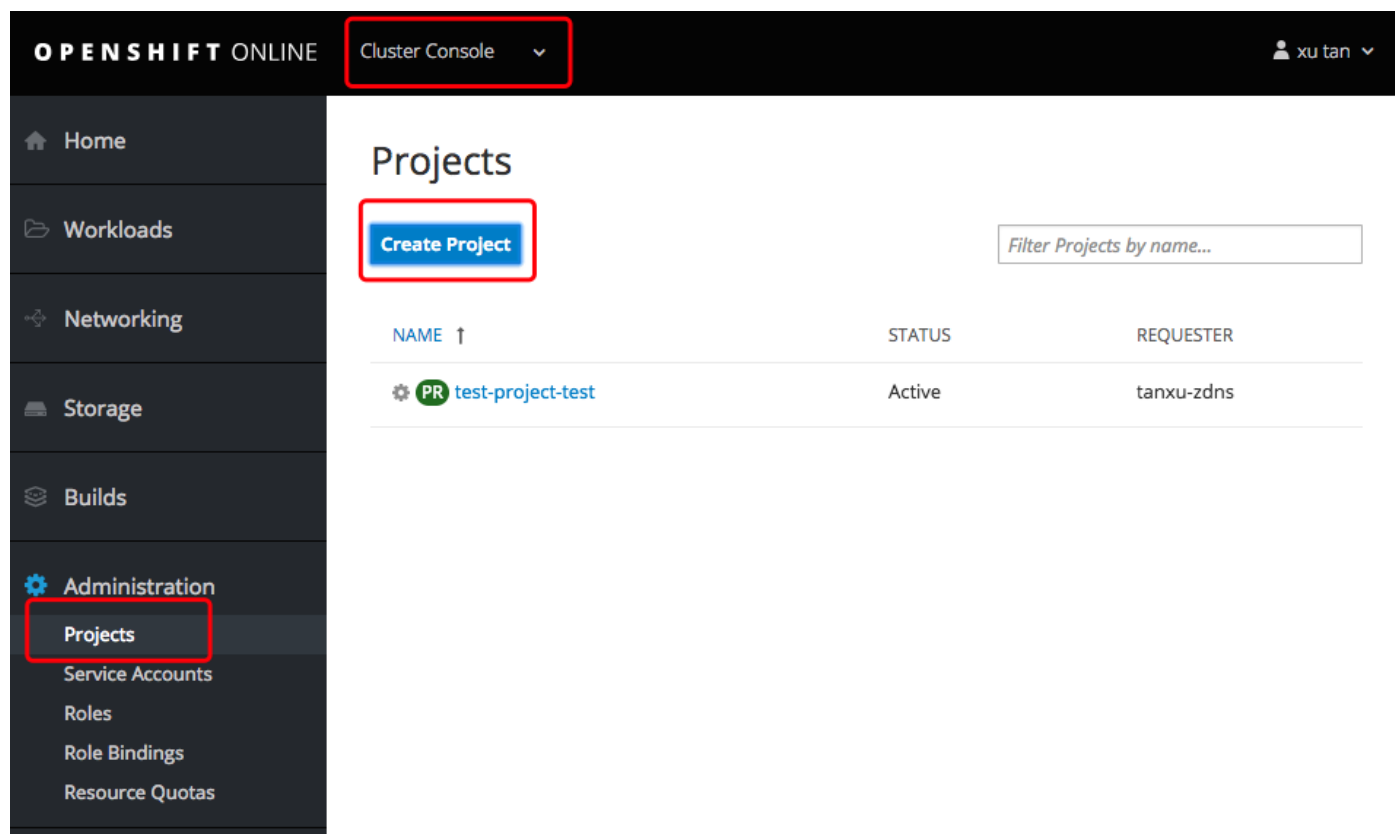 OPENSHIFT ONLINE
Cluster Console
xu tan
Home
Workloads
Networking
Storage
Builds
Administration
Projects
Service Accounts
Roles
Role Bindings
Resource Quotas
Projects
Create Project
Filter Projects by name...
NAME ↑ STATUS REQUESTER
PR test-project-test Active tanxu-zdns